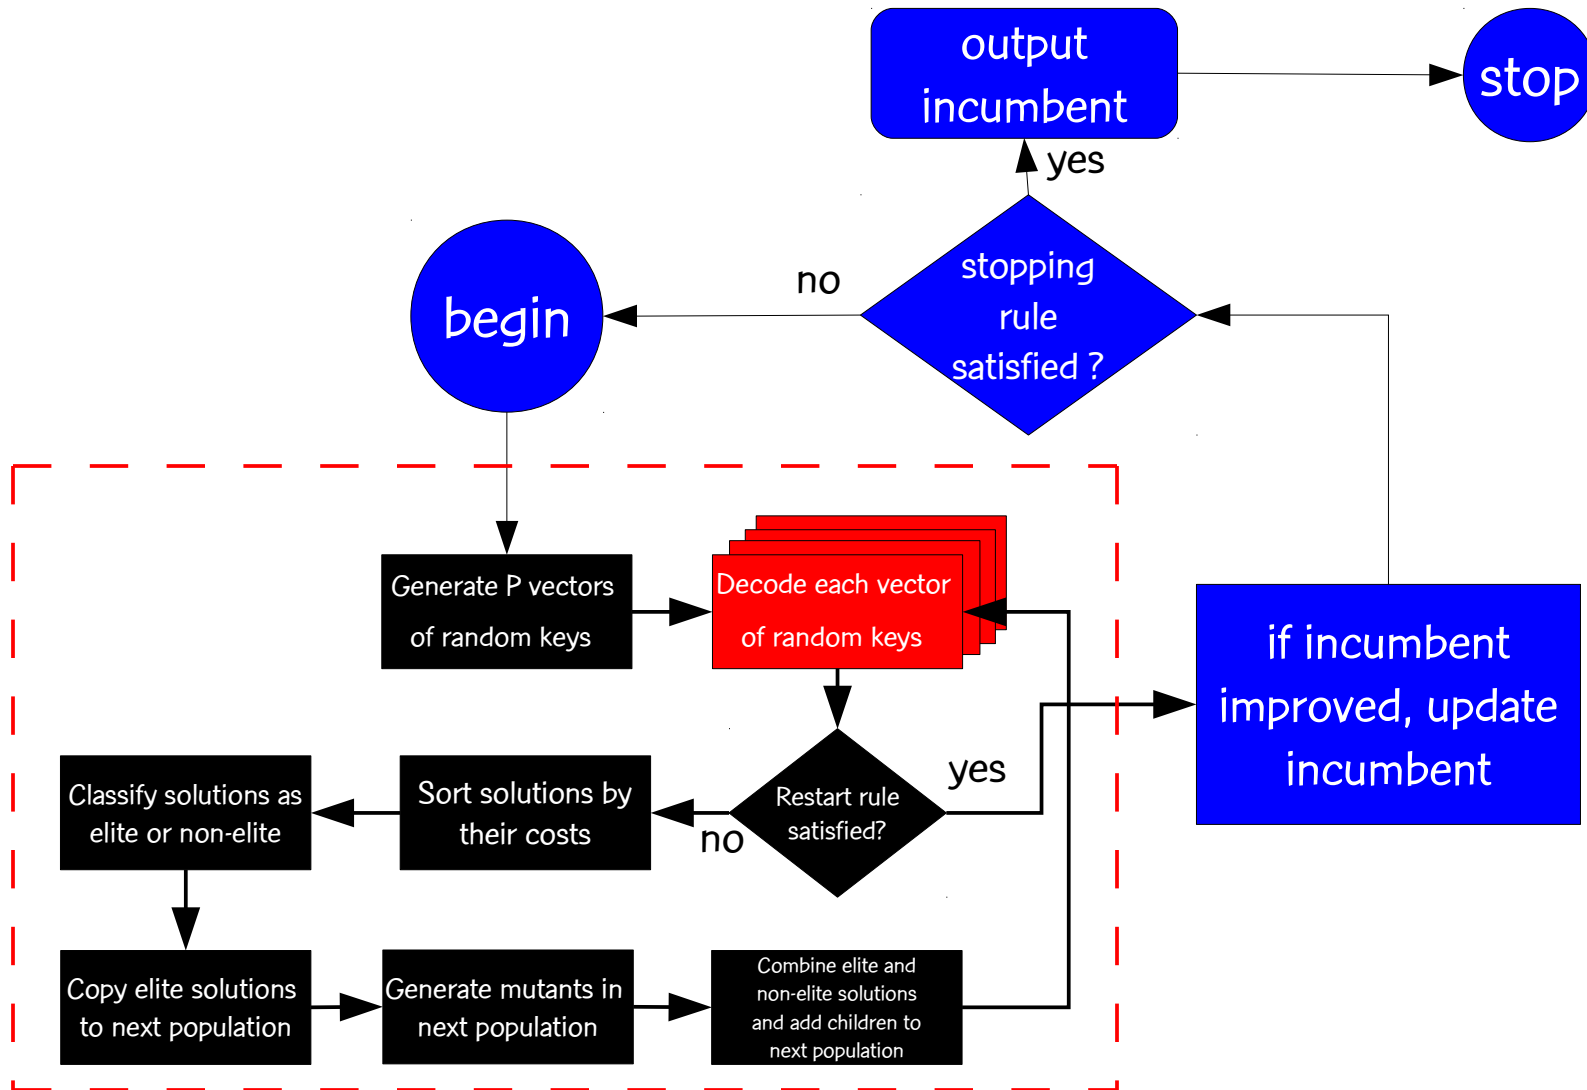 output
incumbent
stop
yes
stopping
rule
satisfied ?
no
begin
Generate P vectors
of random keys
Decode each vector
of random keys
if incumbent
improved, update
incumbent
Restart rule
satisfied?
yes
no
Sort solutions by
their costs
Classify solutions as
elite or non-elite
Copy elite solutions
to next population
Generate mutants in
next population
Combine elite and
non-elite solutions
and add children to
next population